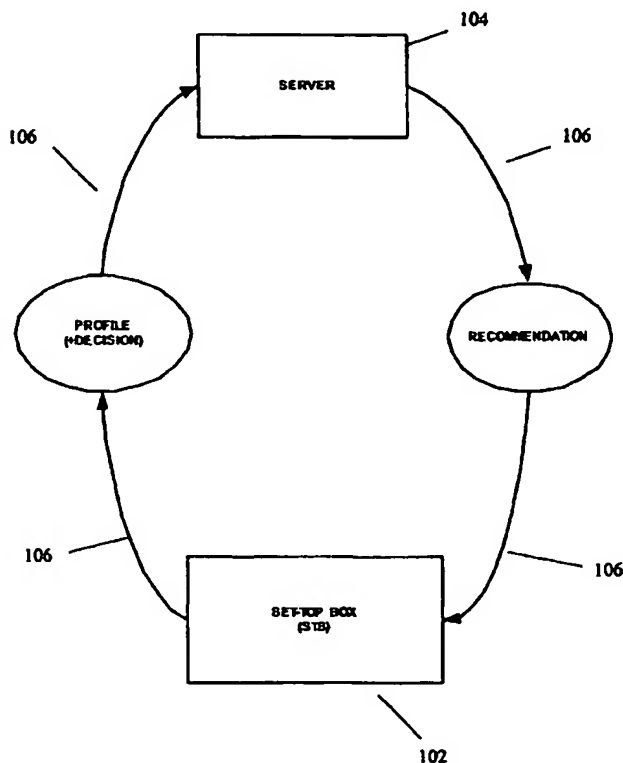 104
SERVER
106
106
PROFILE
(+DECISION)
RECOMMENDATION
106
106
SET-TOP BOX
(STB)
102